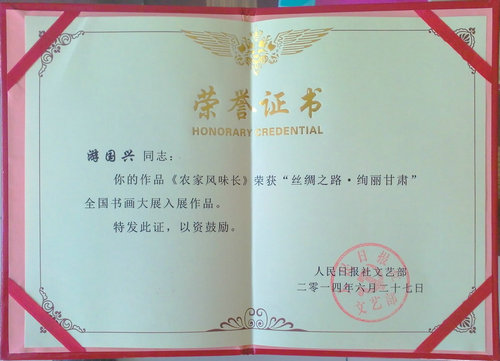 荣誉证书
HONORARY CREDENTIAL
游国兴 同志：
你的作品《农家风味长》荣获“丝绸之路·绚丽甘肃”
全国书画大展入展作品。
特发此证，以资鼓励。
人民日报社文艺部
二零一四年六月二十七日